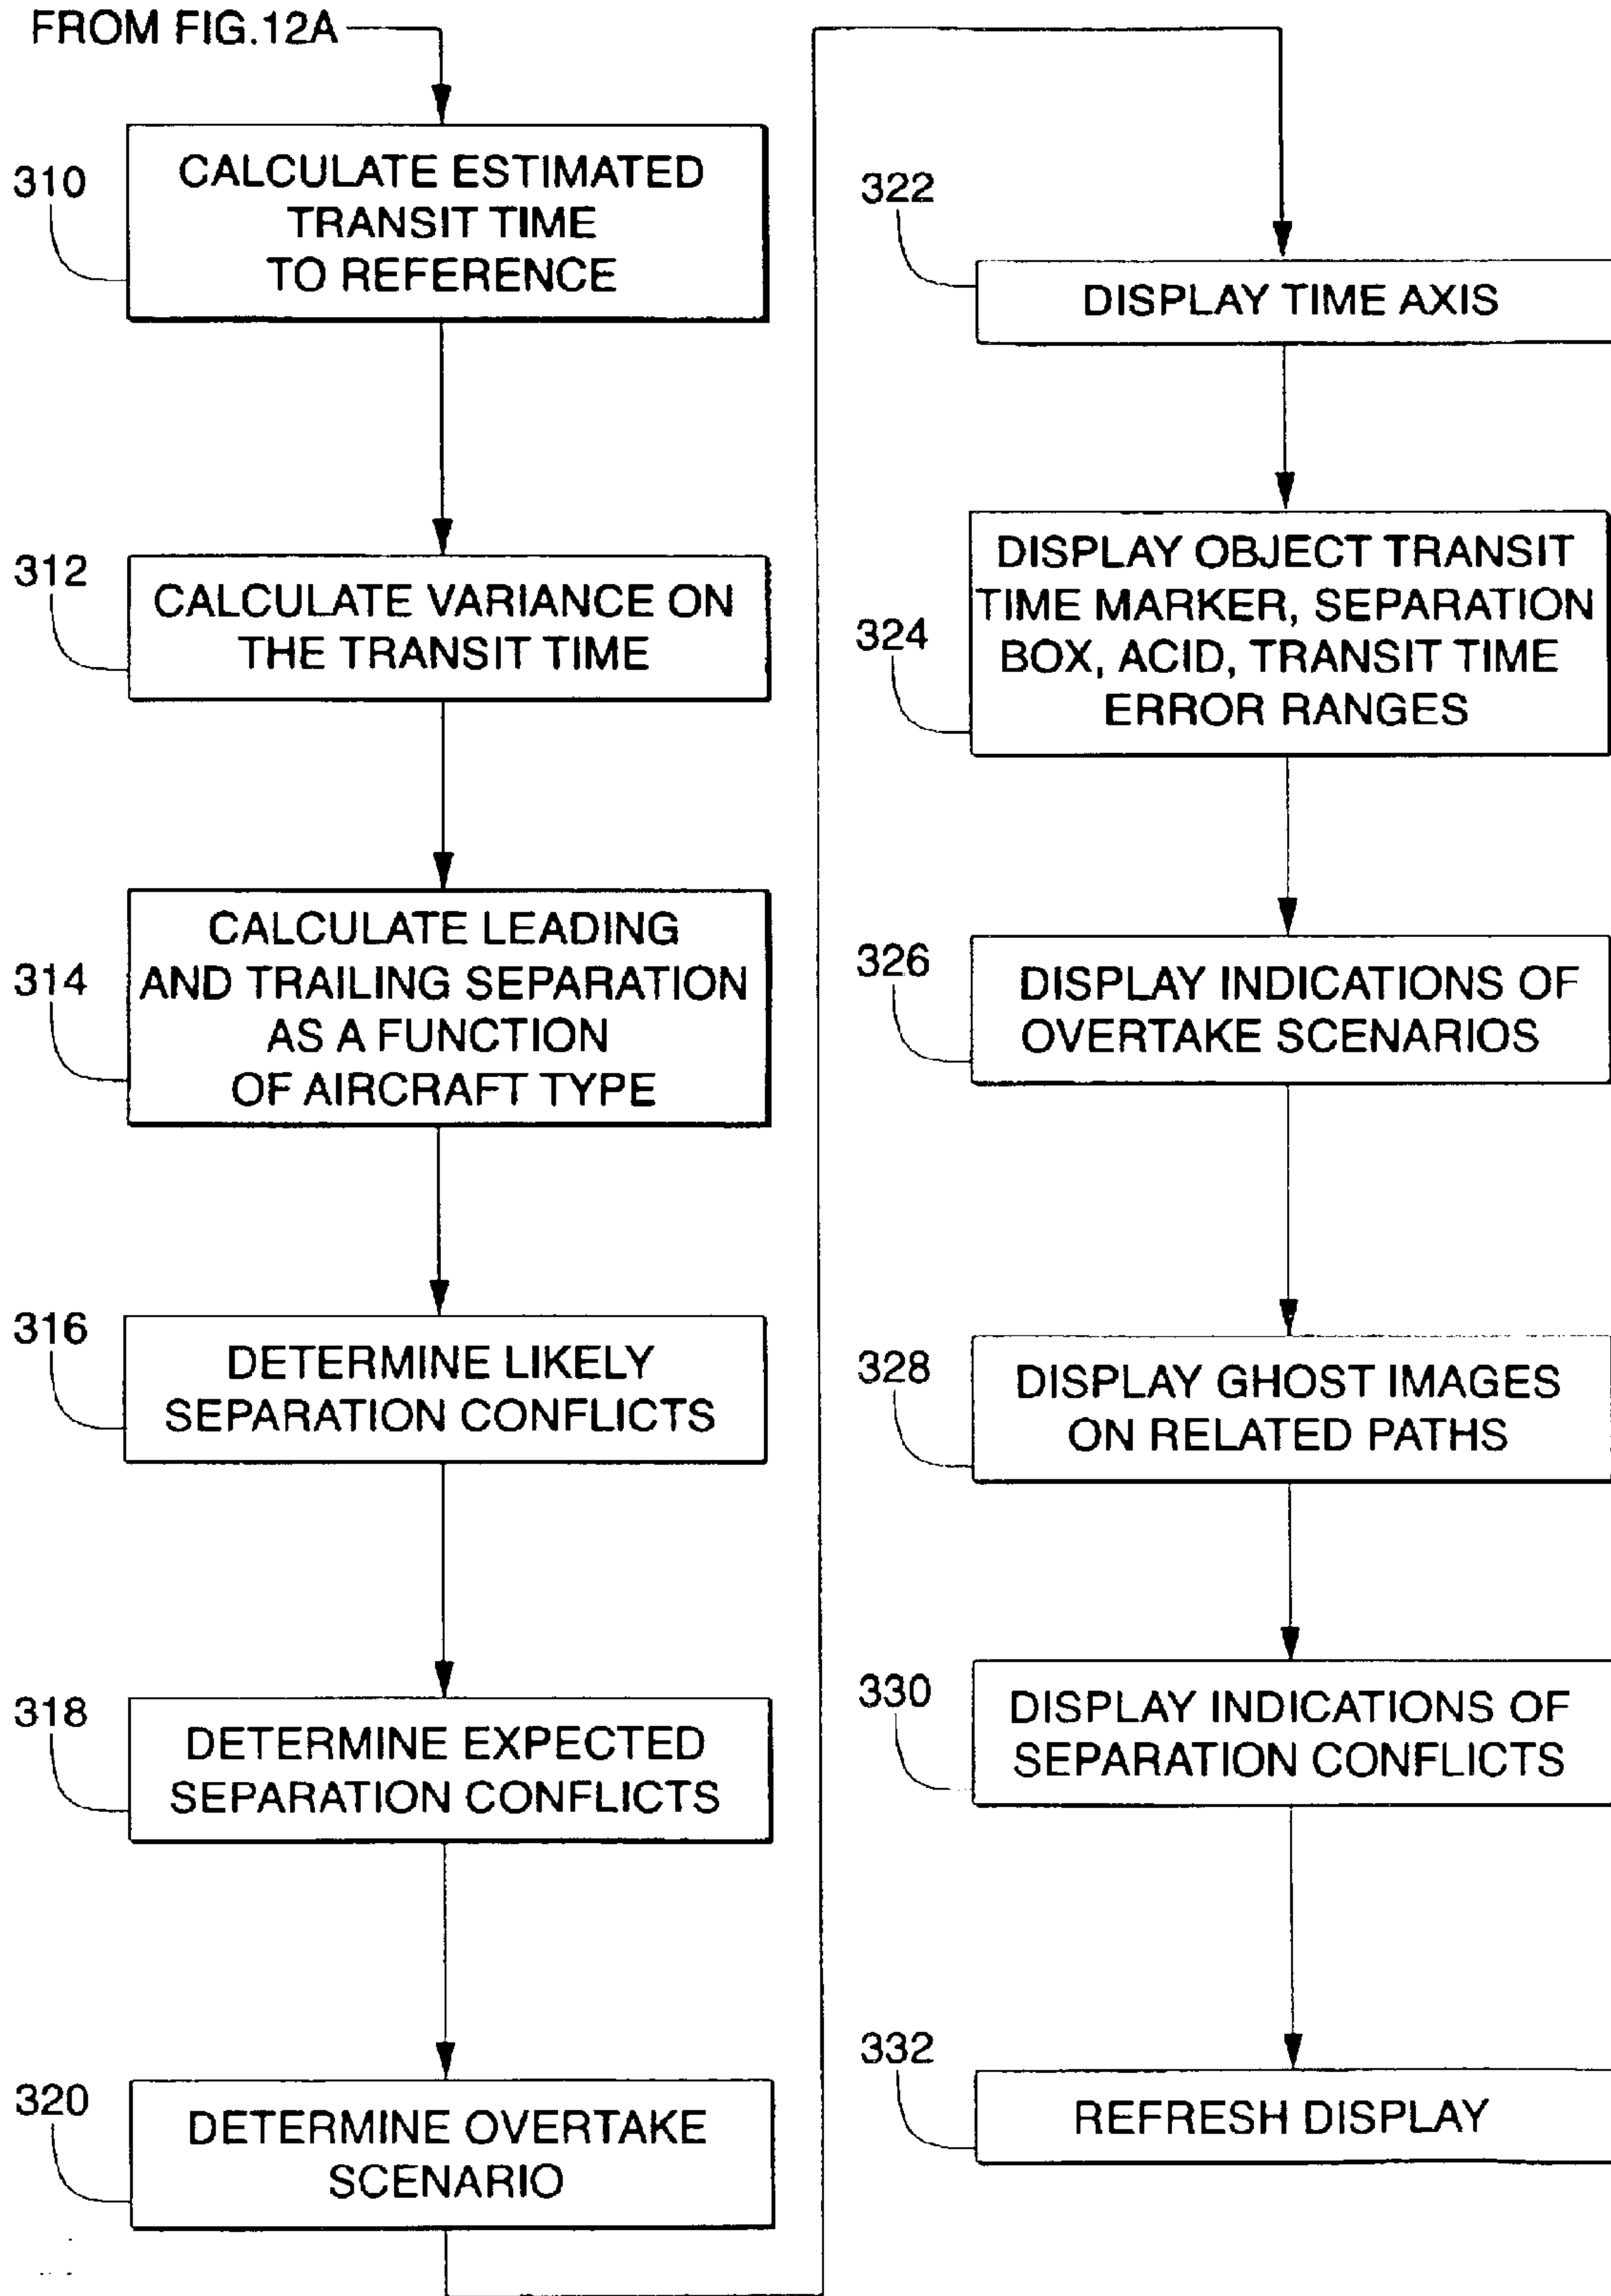 FROM FIG.12A
310
CALCULATE ESTIMATED
TRANSIT TIME
TO REFERENCE
312
CALCULATE VARIANCE ON
THE TRANSIT TIME
314
CALCULATE LEADING
AND TRAILING SEPARATION
AS A FUNCTION
OF AIRCRAFT TYPE
316
DETERMINE LIKELY
SEPARATION CONFLICTS
318
DETERMINE EXPECTED
SEPARATION CONFLICTS
320
DETERMINE OVERTAKE
SCENARIO
322
DISPLAY TIME AXIS
324
DISPLAY OBJECT TRANSIT
TIME MARKER, SEPARATION
BOX, ACID, TRANSIT TIME
ERROR RANGES
326
DISPLAY INDICATIONS OF
OVERTAKE SCENARIOS
328
DISPLAY GHOST IMAGES
ON RELATED PATHS
330
DISPLAY INDICATIONS OF
SEPARATION CONFLICTS
332
REFRESH DISPLAY